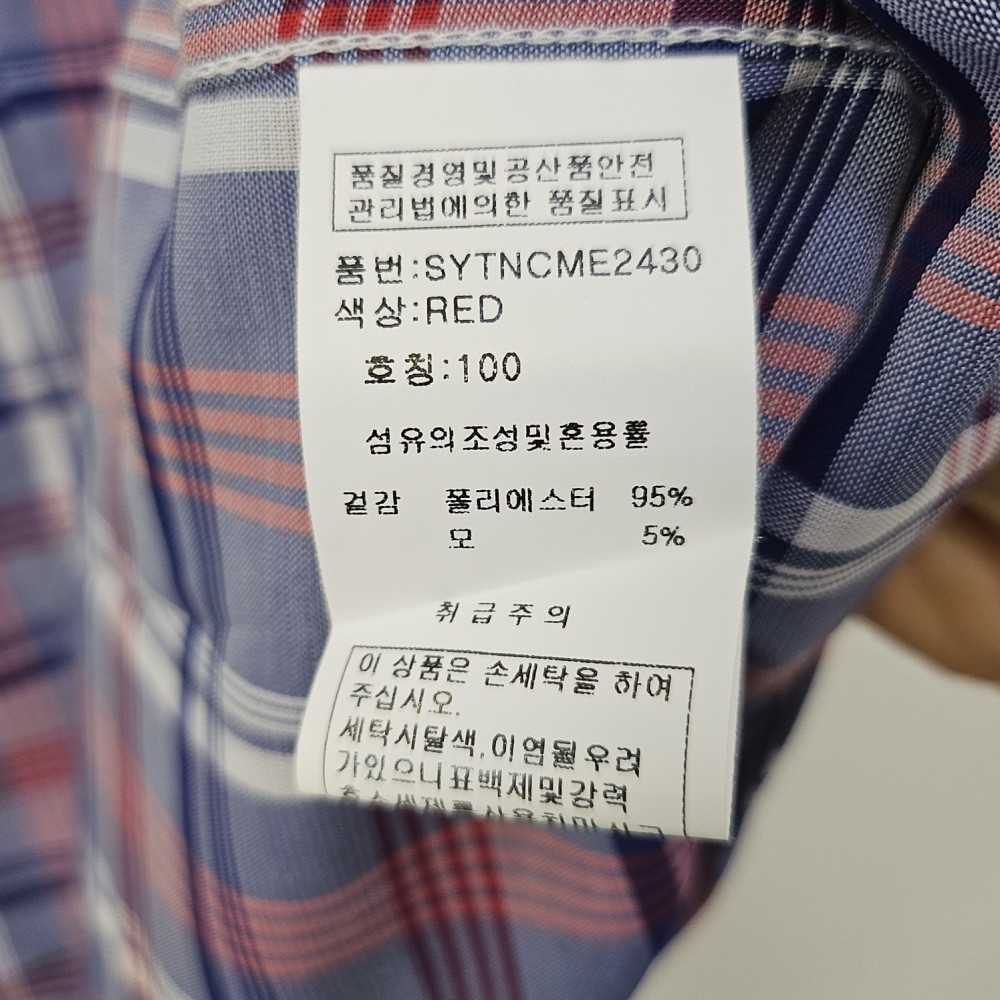 품질경영및공산품안전
관리법에의한 품질표시
품번:SYTNCME2430
색상:RED
호칭:100
섬유의조성및혼용률
겉감 폴리에스터 95%
모 5%
취급주의
이 상품은 손세탁을 하여
주십시오.
세탁시탈색,이염될우려
가있으니표백제및강력